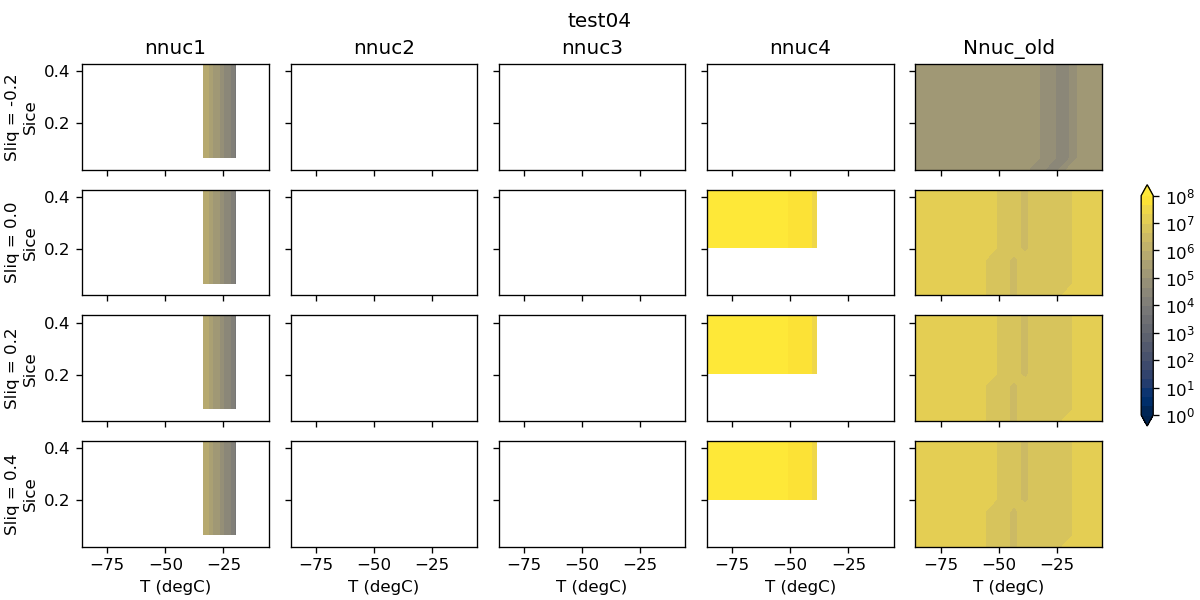 test04
nnuc1 nnuc2 nnuc3 nnuc4 Nnuc_old
Sliq = -0.2
Sice
0.4
0.2
Sliq = 0.0
Sice
0.4
0.2
Sliq = 0.2
Sice
0.4
0.2
Sliq = 0.4
Sice
0.4
0.2
−75 −50 −25 −75 −50 −25 −75 −50 −25 −75 −50 −25 −75 −50 −25
T (degC) T (degC) T (degC) T (degC) T (degC)
10⁸
10⁷
10⁶
10⁵
10⁴
10³
10²
10¹
10⁰